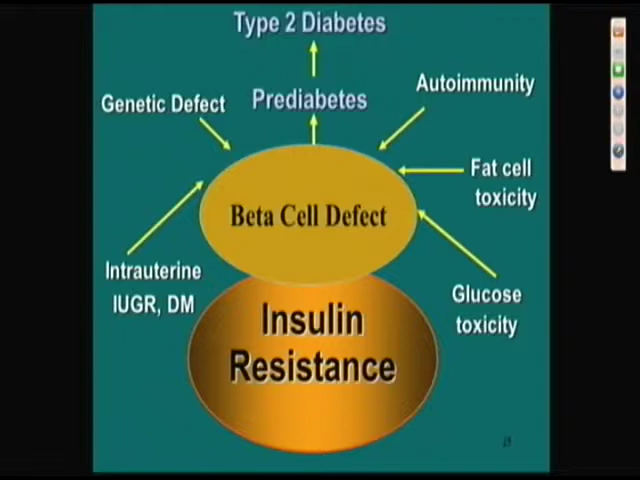 Type 2 Diabetes
Prediabetes
Genetic Defect
Autoimmunity
Fat cell
toxicity
Beta Cell Defect
Intrauterine
IUGR, DM
Glucose
toxicity
Insulin
Resistance